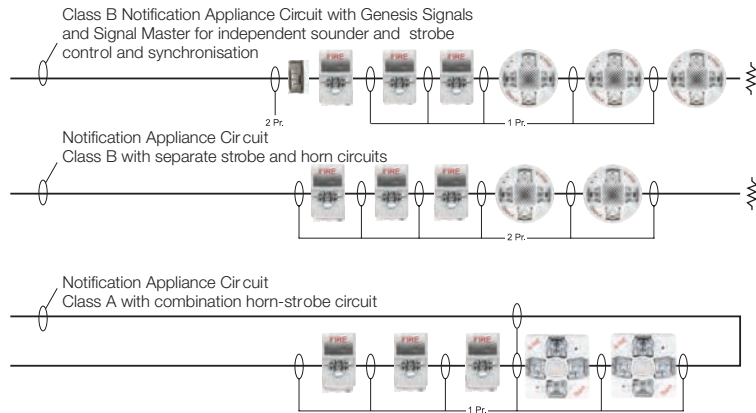 Class B Notification Appliance Circuit with Genesis Signals
and Signal Master for independent sounder and strobe
control and synchronisation
FIRE
FIRE
FIRE
2 Pr.
1 Pr.
Notification Appliance Circuit
Class B with separate strobe and horn circuits
FIRE
FIRE
FIRE
2 Pr.
Notification Appliance Circuit
Class A with combination horn-strobe circuit
FIRE
FIRE
FIRE
1 Pr.